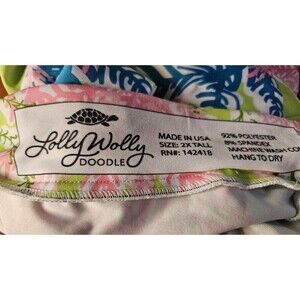 Lolly Wolly
DOODLE
MADE IN USA
SIZE: 2X TALL
RN#: 142418
92% POLYESTER
8% SPANDEX
MACHINE WASH CO
HANG TO DRY